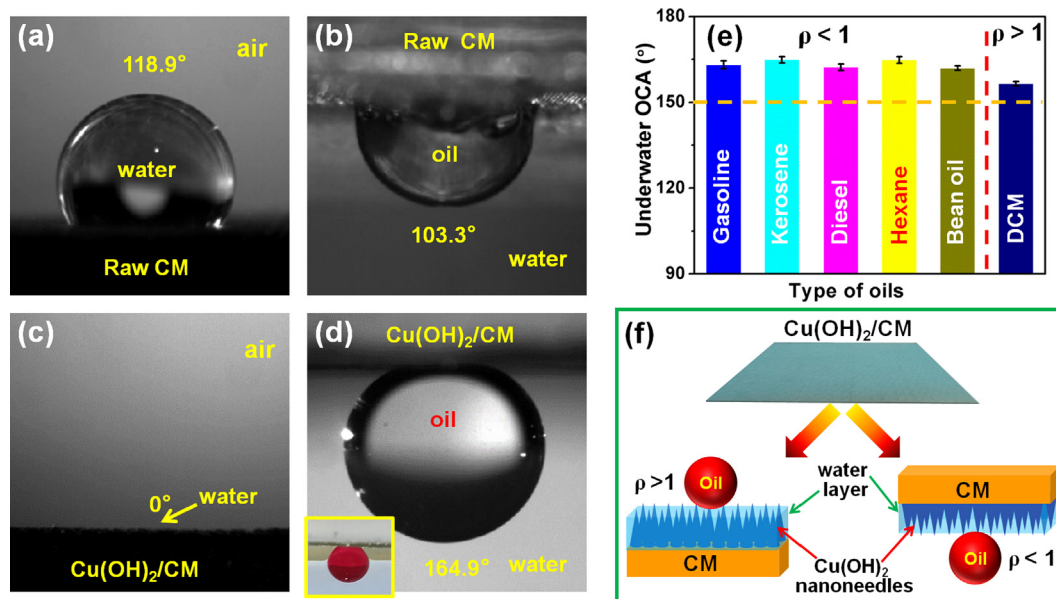 (a)
air
118.9°
water
Raw CM
(b)
Raw CM
oil
103.3°
water
(c)
air
0°
water
Cu(OH)₂/CM
(d)
Cu(OH)₂/CM
oil
164.9°
water
(e)
ρ < 1
ρ > 1
Underwater OCA (°)
180
150
120
90
Gasoline
Kerosene
Diesel
Hexane
Bean oil
DCM
Type of oils
(f)
Cu(OH)₂/CM
ρ >1
Oil
water
layer
CM
CM
Cu(OH)₂
nanoneedles
Oil
ρ < 1